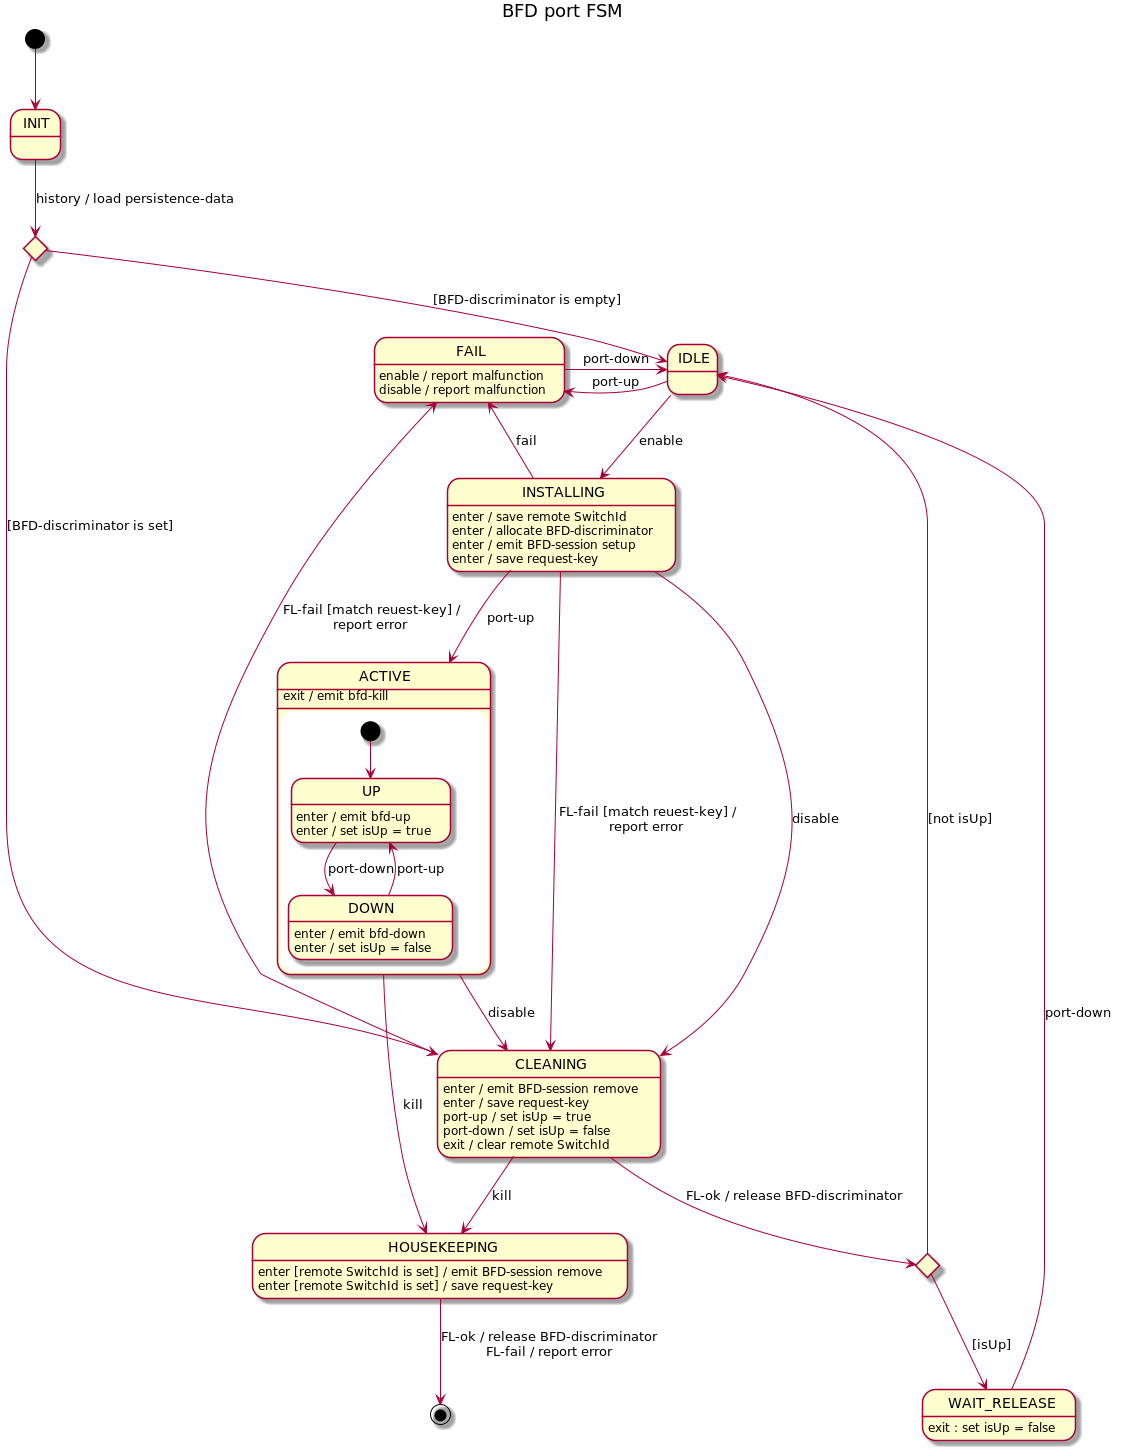 BFD port FSM
INIT
history / load persistence-data
[BFD-discriminator is empty]
FAIL
enable / report malfunction
disable / report malfunction
port-down
port-up
IDLE
fail
enable
INSTALLING
enter / save remote SwitchId
enter / allocate BFD-discriminator
enter / emit BFD-session setup
enter / save request-key
[BFD-discriminator is set]
FL-fail [match reuest-key] /
report error
port-up
ACTIVE
exit / emit bfd-kill
UP
enter / emit bfd-up
enter / set isUp = true
port-down
port-up
DOWN
enter / emit bfd-down
enter / set isUp = false
FL-fail [match reuest-key] /
report error
disable
[not isUp]
disable
port-down
CLEANING
enter / emit BFD-session remove
enter / save request-key
port-up / set isUp = true
port-down / set isUp = false
exit / clear remote SwitchId
kill
kill
FL-ok / release BFD-discriminator
HOUSEKEEPING
enter [remote SwitchId is set] / emit BFD-session remove
enter [remote SwitchId is set] / save request-key
FL-ok / release BFD-discriminator
FL-fail / report error
[isUp]
WAIT_RELEASE
exit : set isUp = false